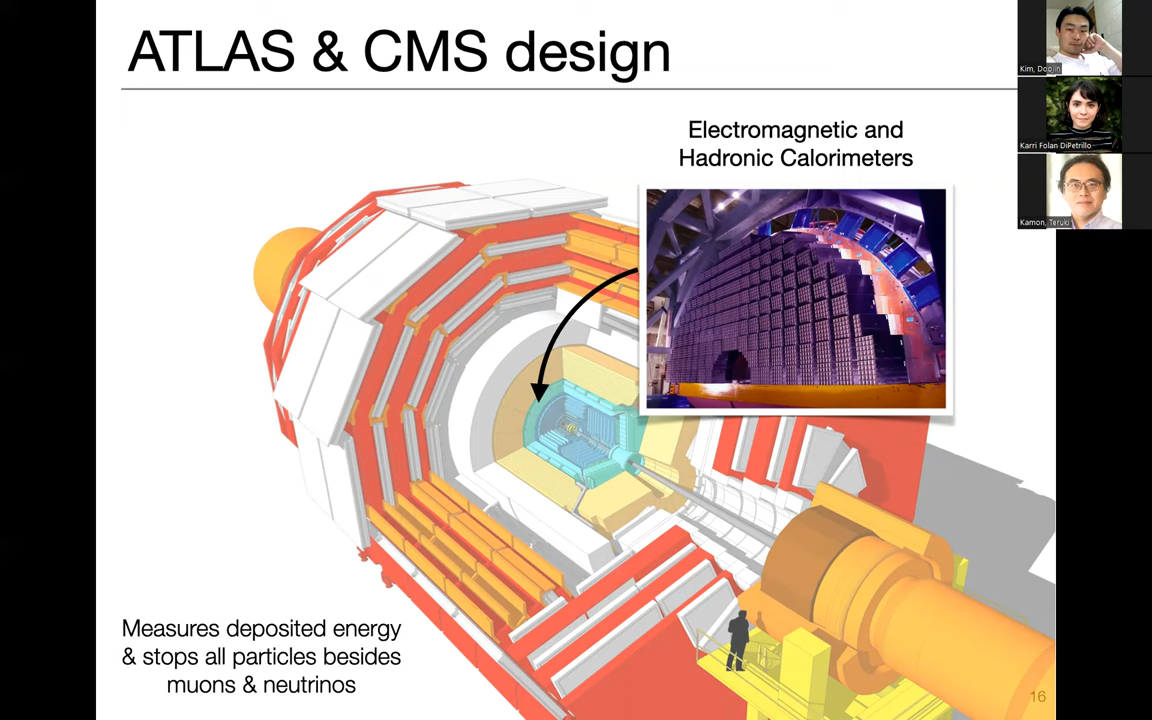 ATLAS & CMS design
Electromagnetic and
Hadronic Calorimeters
Measures deposited energy
& stops all particles besides
muons & neutrinos
16
Kim, Doojin
Karri Folan DiPetrillo
Kamon, Teruki